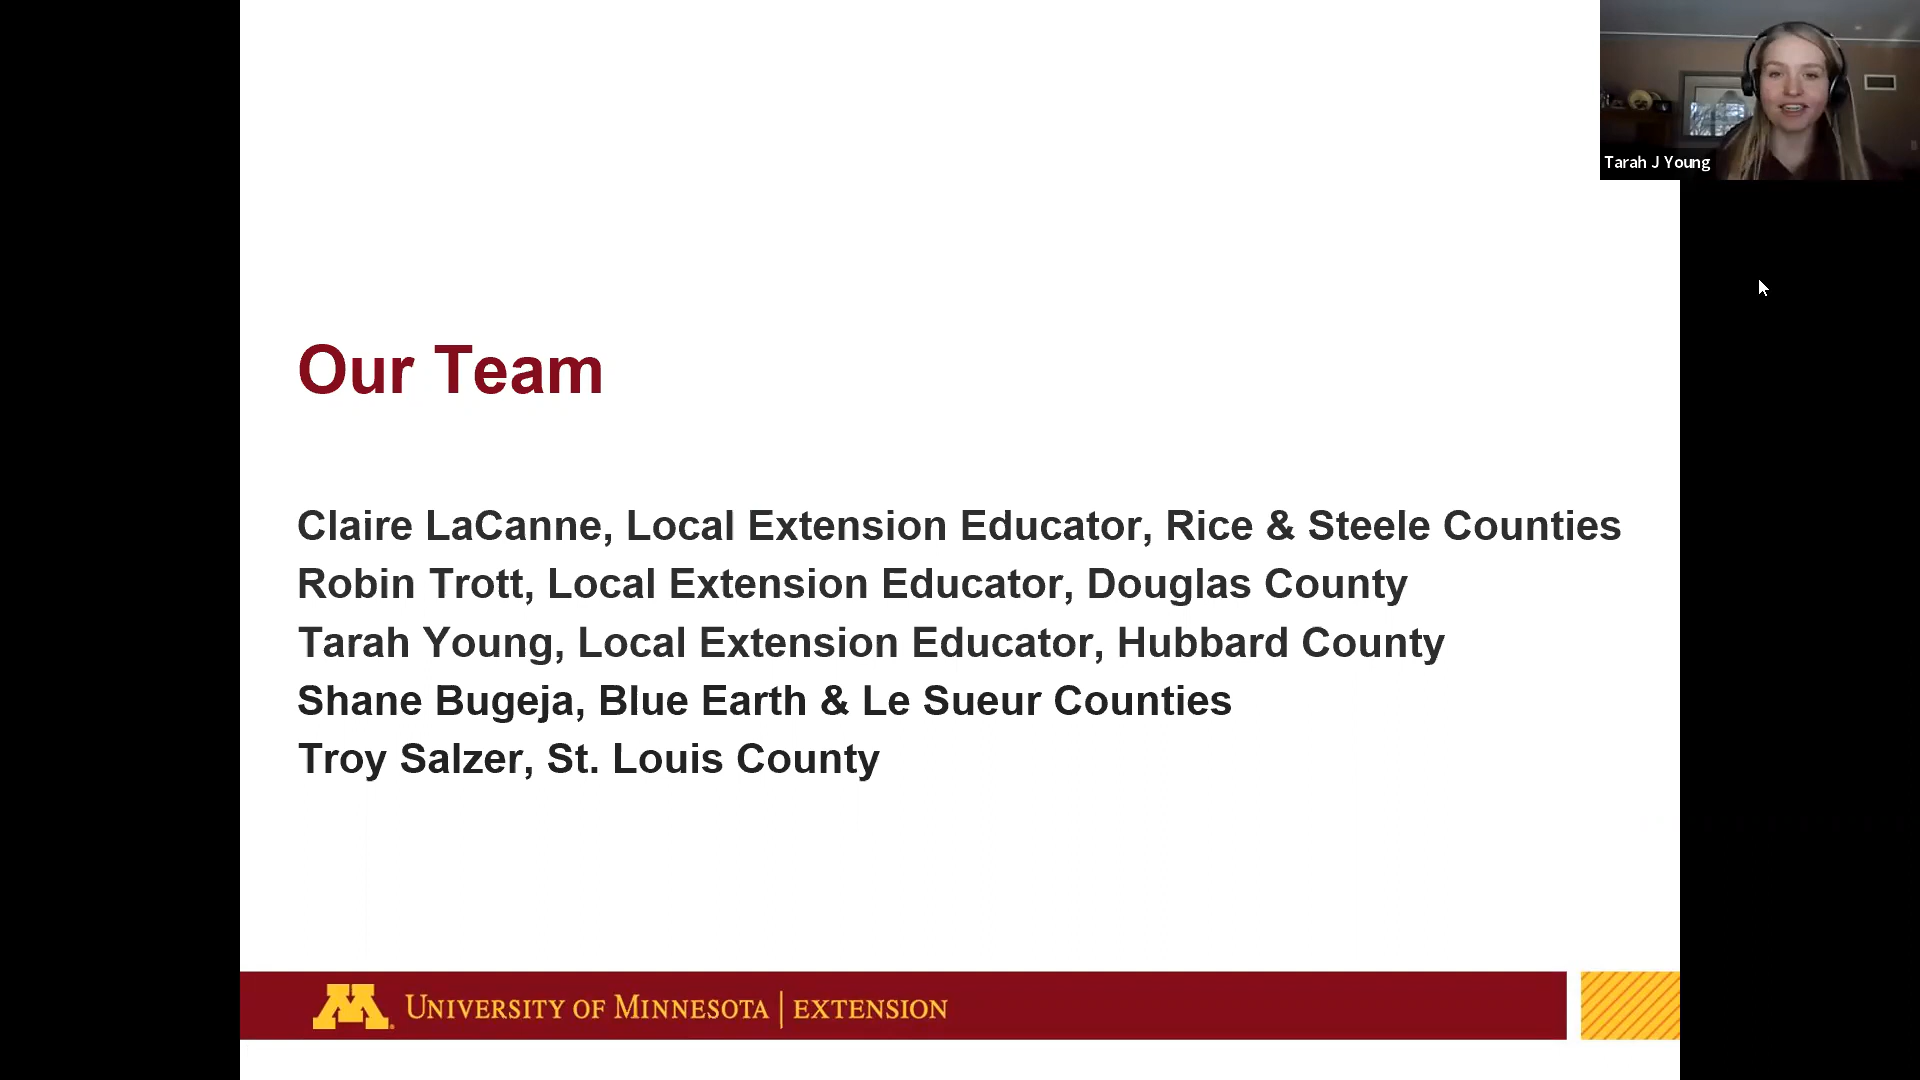 Tarah J Young
Our Team
Claire LaCanne, Local Extension Educator, Rice & Steele Counties
Robin Trott, Local Extension Educator, Douglas County
Tarah Young, Local Extension Educator, Hubbard County
Shane Bugeja, Blue Earth & Le Sueur Counties
Troy Salzer, St. Louis County
M UNIVERSITY OF MINNESOTA | EXTENSION